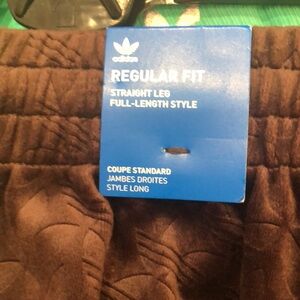 adidas
REGULAR FIT
STRAIGHT LEG
FULL-LENGTH STYLE
COUPE STANDARD
JAMBES DROITES
STYLE LONG